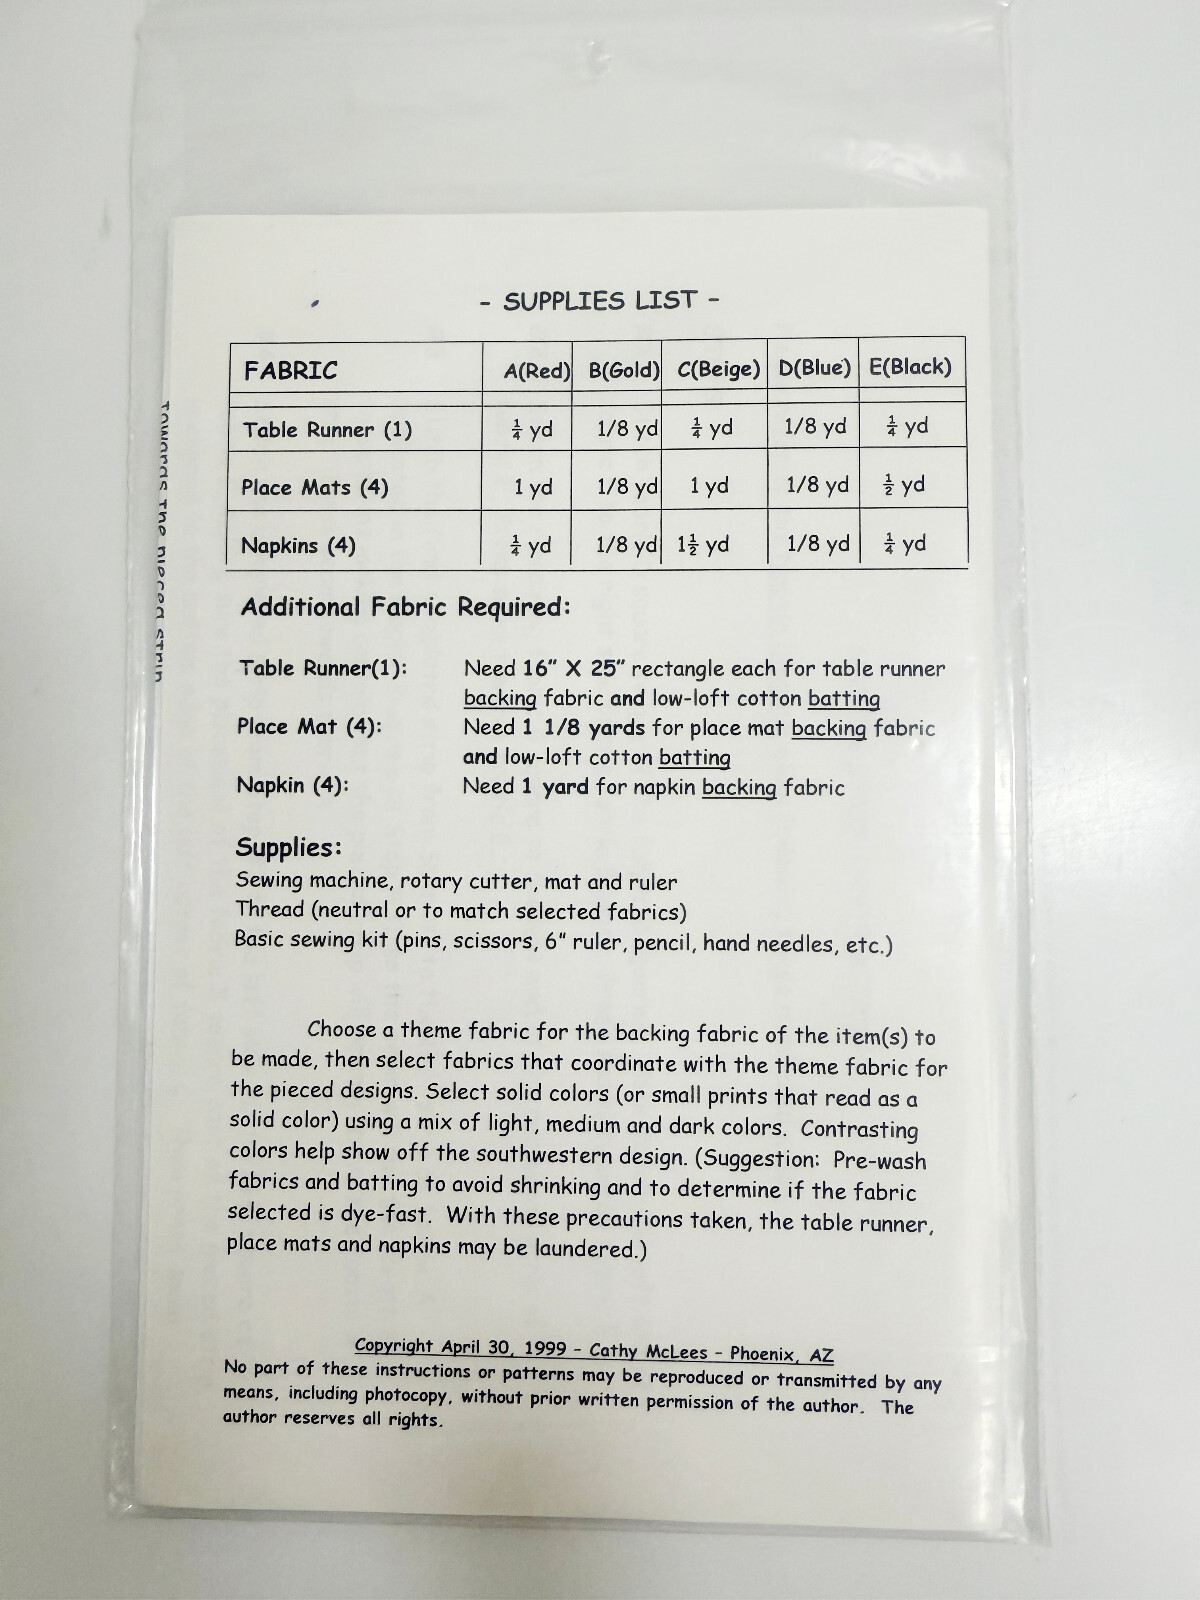 - SUPPLIES LIST -
FABRIC A(Red) B(Gold) C(Beige) D(Blue) E(Black)
Table Runner (1) ¼ yd 1/8 yd ¼ yd 1/8 yd ¼ yd
Place Mats (4) 1 yd 1/8 yd 1 yd 1/8 yd ½ yd
Napkins (4) ¼ yd 1/8 yd 1½ yd 1/8 yd ¼ yd
Additional Fabric Required:
Table Runner(1): Need 16" X 25" rectangle each for table runner
backing fabric and low-loft cotton batting
Place Mat (4): Need 1 1/8 yards for place mat backing fabric
and low-loft cotton batting
Napkin (4): Need 1 yard for napkin backing fabric
Supplies:
Sewing machine, rotary cutter, mat and ruler
Thread (neutral or to match selected fabrics)
Basic sewing kit (pins, scissors, 6" ruler, pencil, hand needles, etc.)
Choose a theme fabric for the backing fabric of the item(s) to
be made, then select fabrics that coordinate with the theme fabric for
the pieced designs. Select solid colors (or small prints that read as a
solid color) using a mix of light, medium and dark colors. Contrasting
colors help show off the southwestern design. (Suggestion: Pre-wash
fabrics and batting to avoid shrinking and to determine if the fabric
selected is dye-fast. With these precautions taken, the table runner,
place mats and napkins may be laundered.)
Copyright April 30, 1999 - Cathy McLees - Phoenix, AZ
No part of these instructions or patterns may be reproduced or transmitted by any
means, including photocopy, without prior written permission of the author. The
author reserves all rights.
towards the pieced strip